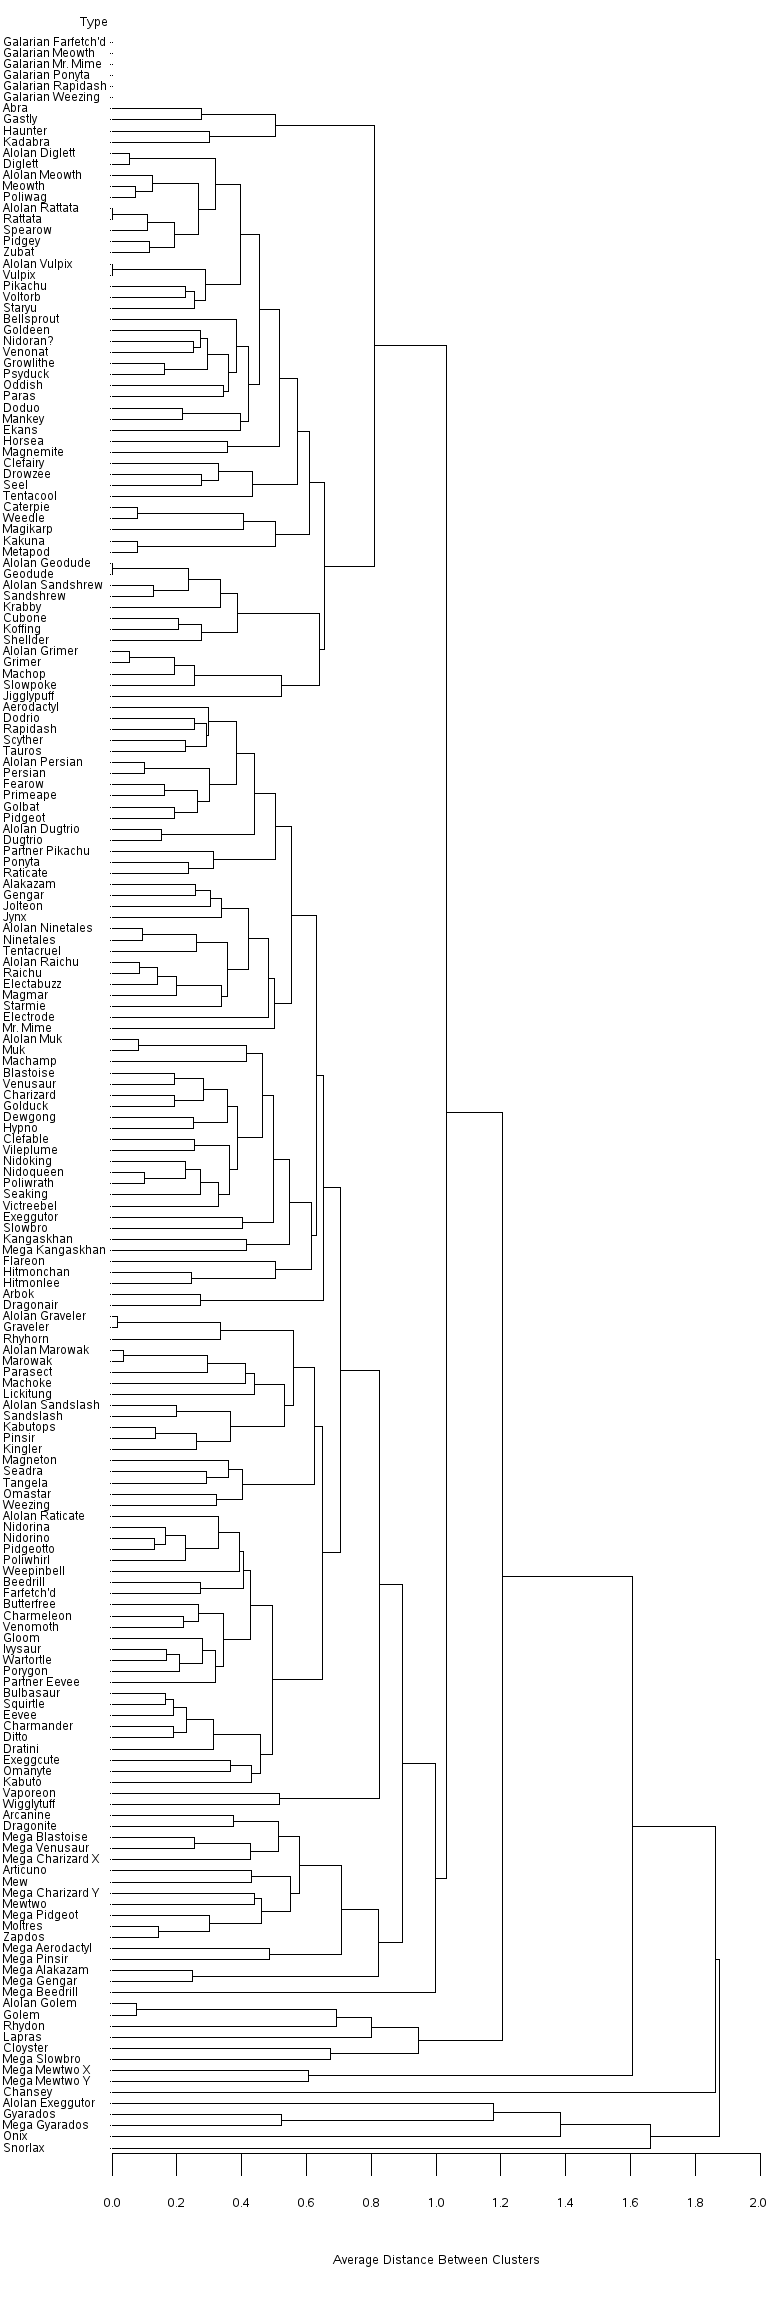 Type
Galarian Farfetch'd
Galarian Meowth
Galarian Mr. Mime
Galarian Ponyta
Galarian Rapidash
Galarian Weezing
Abra
Gastly
Haunter
Kadabra
Alolan Diglett
Diglett
Alolan Meowth
Meowth
Poliwag
Alolan Rattata
Rattata
Spearow
Pidgey
Zubat
Alolan Vulpix
Vulpix
Pikachu
Voltorb
Staryu
Bellsprout
Goldeen
Nidoran?
Venonat
Growlithe
Psyduck
Oddish
Paras
Doduo
Mankey
Ekans
Horsea
Magnemite
Clefairy
Drowzee
Seel
Tentacool
Caterpie
Weedle
Magikarp
Kakuna
Metapod
Alolan Geodude
Geodude
Alolan Sandshrew
Sandshrew
Krabby
Cubone
Koffing
Shellder
Alolan Grimer
Grimer
Machop
Slowpoke
Jigglypuff
Aerodactyl
Dodrio
Rapidash
Scyther
Tauros
Alolan Persian
Persian
Fearow
Primeape
Golbat
Pidgeot
Alolan Dugtrio
Dugtrio
Partner Pikachu
Ponyta
Raticate
Alakazam
Gengar
Jolteon
Jynx
Alolan Ninetales
Ninetales
Tentacruel
Alolan Raichu
Raichu
Electabuzz
Magmar
Starmie
Electrode
Mr. Mime
Alolan Muk
Muk
Machamp
Blastoise
Venusaur
Charizard
Golduck
Dewgong
Hypno
Clefable
Vileplume
Nidoking
Nidoqueen
Poliwrath
Seaking
Victreebel
Exeggutor
Slowbro
Kangaskhan
Mega Kangaskhan
Flareon
Hitmonchan
Hitmonlee
Arbok
Dragonair
Alolan Graveler
Graveler
Rhyhorn
Alolan Marowak
Marowak
Parasect
Machoke
Lickitung
Alolan Sandslash
Sandslash
Kabutops
Pinsir
Kingler
Magneton
Seadra
Tangela
Omastar
Weezing
Alolan Raticate
Nidorina
Nidorino
Pidgeotto
Poliwhirl
Weepinbell
Beedrill
Farfetch'd
Butterfree
Charmeleon
Venomoth
Gloom
Ivysaur
Wartortle
Porygon
Partner Eevee
Bulbasaur
Squirtle
Eevee
Charmander
Ditto
Dratini
Exeggcute
Omanyte
Kabuto
Vaporeon
Wigglytuff
Arcanine
Dragonite
Mega Blastoise
Mega Venusaur
Mega Charizard X
Articuno
Mew
Mega Charizard Y
Mewtwo
Mega Pidgeot
Moltres
Zapdos
Mega Aerodactyl
Mega Pinsir
Mega Alakazam
Mega Gengar
Mega Beedrill
Alolan Golem
Golem
Rhydon
Lapras
Cloyster
Mega Slowbro
Mega Mewtwo X
Mega Mewtwo Y
Chansey
Alolan Exeggutor
Gyarados
Mega Gyarados
Onix
Snorlax
0.0 0.2 0.4 0.6 0.8 1.0 1.2 1.4 1.6 1.8 2.0
Average Distance Between Clusters